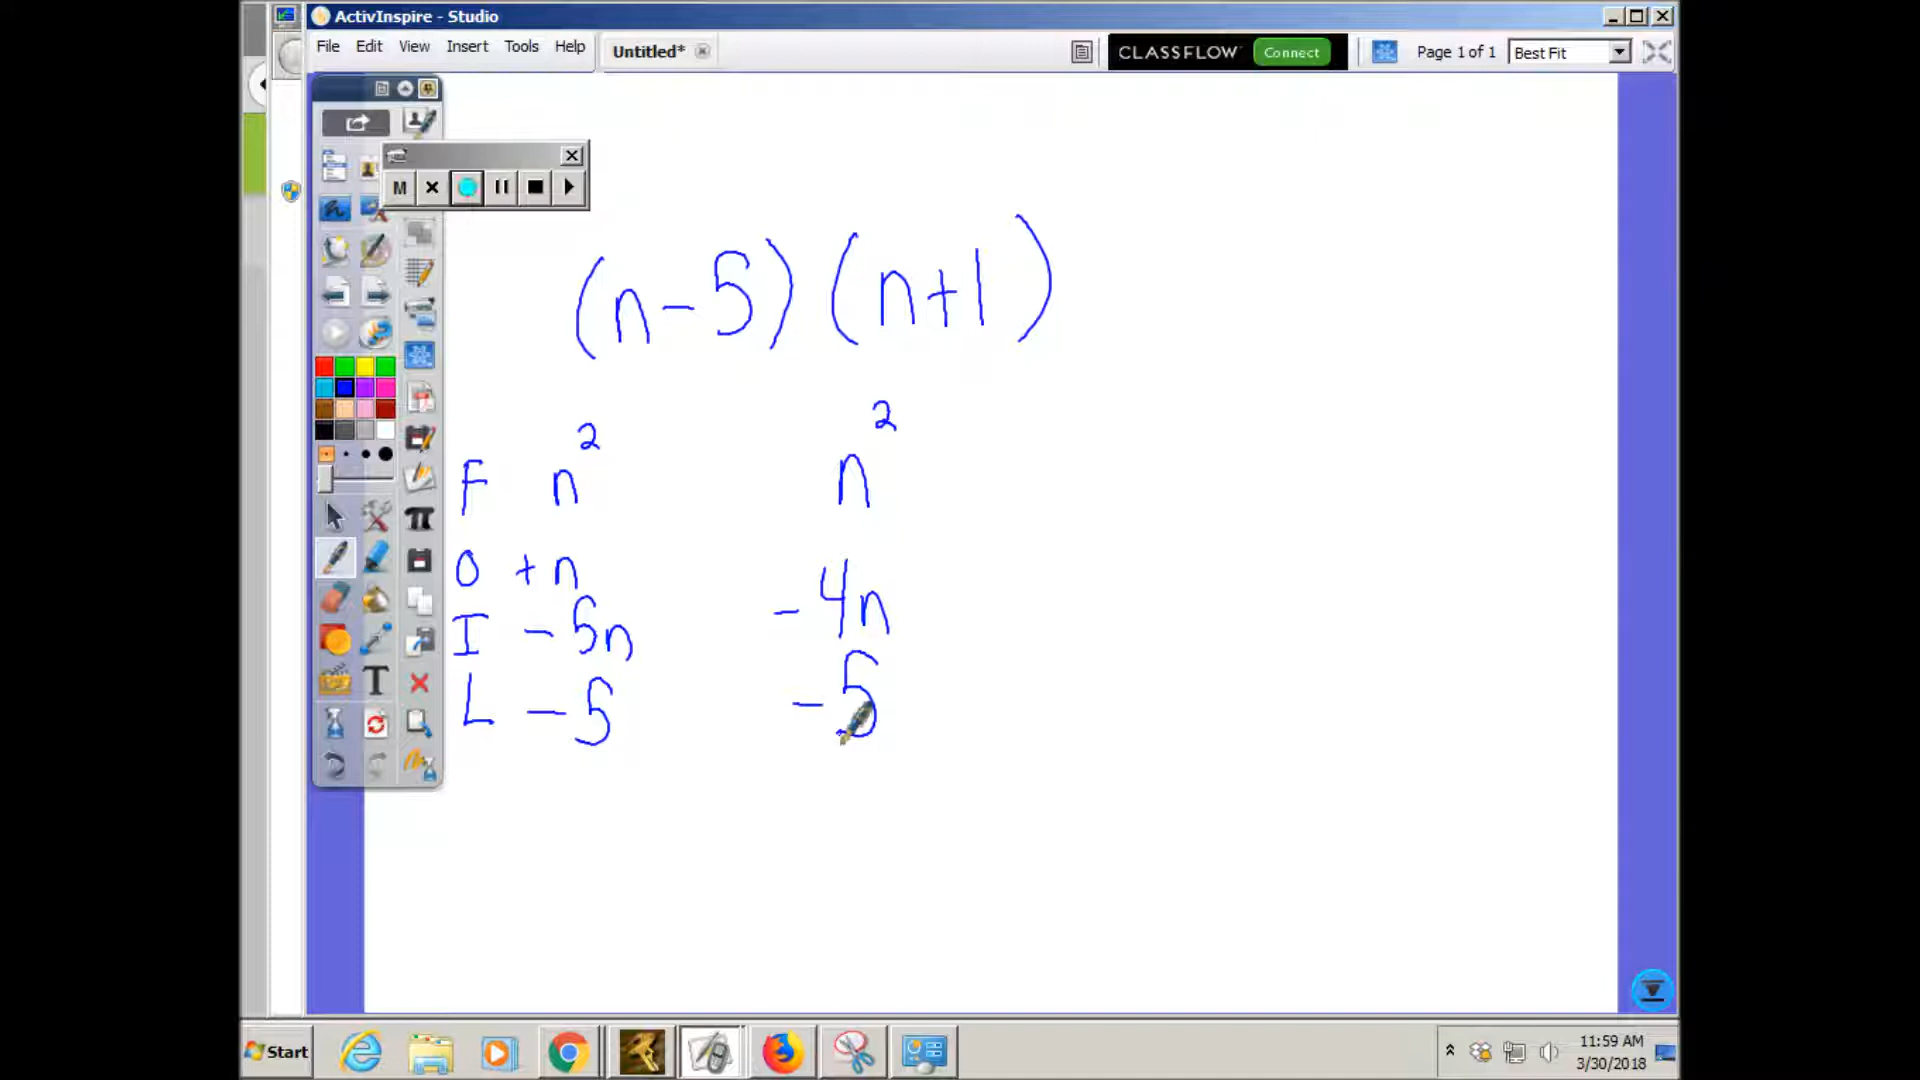 ActivInspire - Studio
File Edit View Insert Tools Help
Untitled*
CLASSFLOW Connect
Page 1 of 1
Best Fit
M
(n-5)(n+1)
F n² n²
O +n
I -5n -4n
L -5 -5
T
Start
11:59 AM
3/30/2018